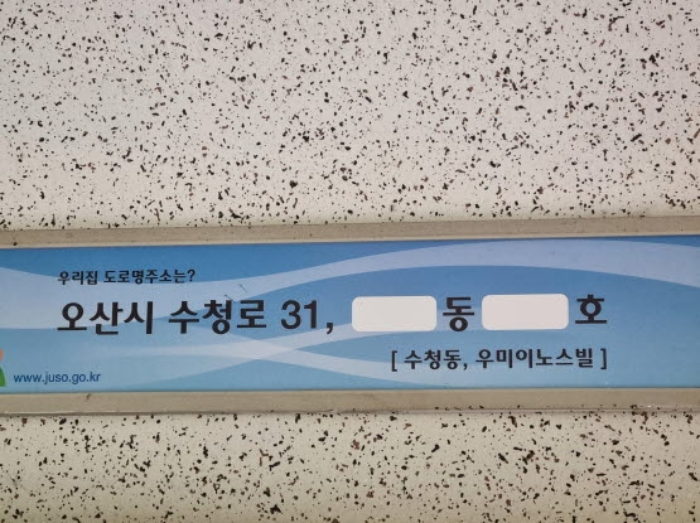 우리집 도로명주소는?
오산시 수청로 31, 동 호
[ 수청동, 우미이노스빌 ]
www.juso.go.kr